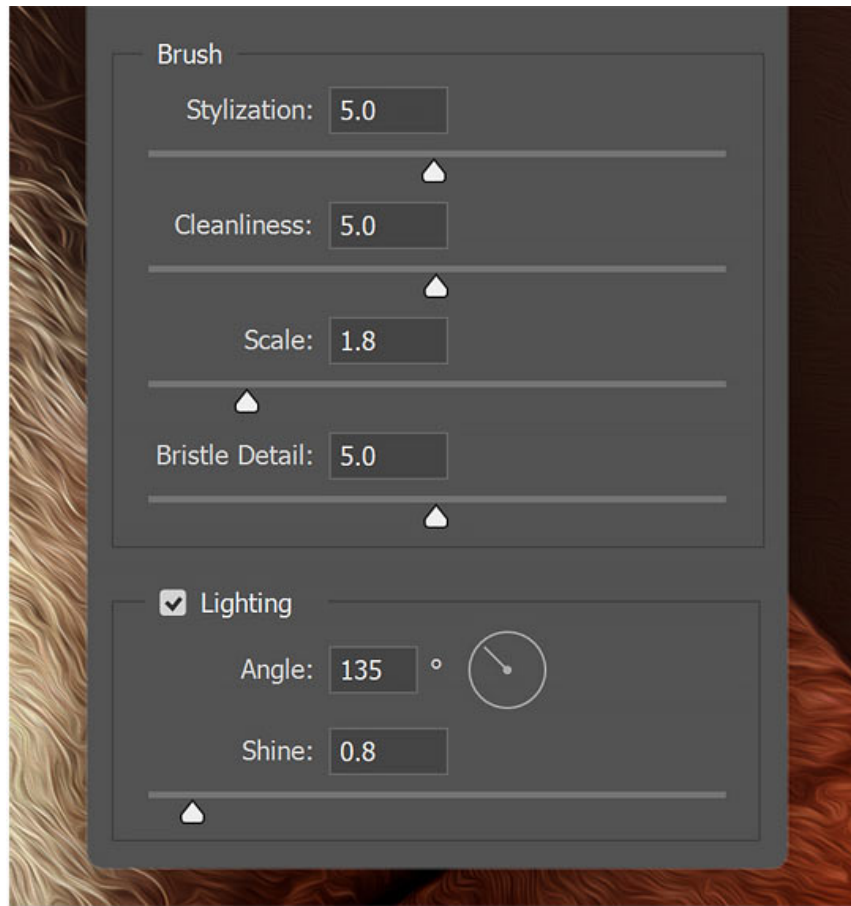 Brush
Stylization: 5.0
Cleanliness: 5.0
Scale: 1.8
Bristle Detail: 5.0
Lighting
Angle: 135 °
Shine: 0.8